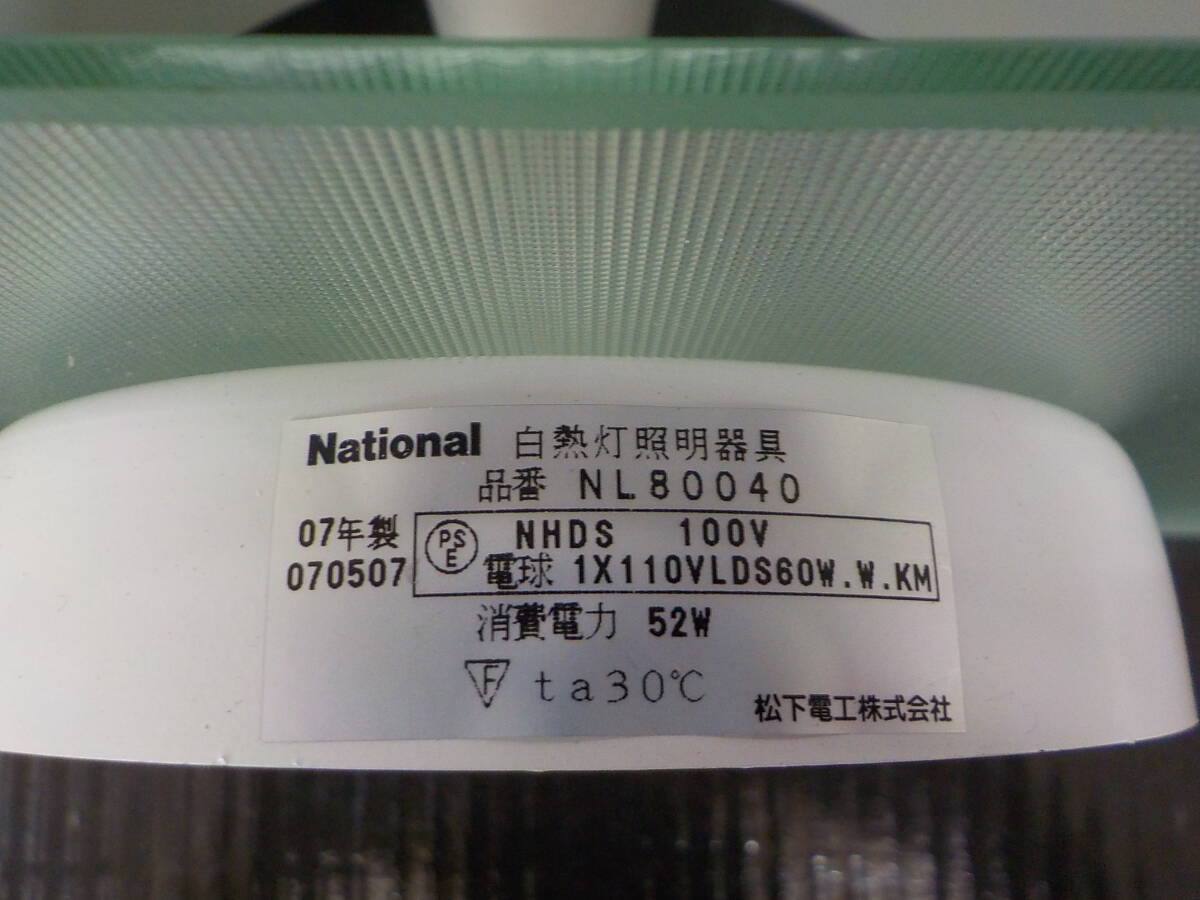 National 白熱灯照明器具
品番 NL80040
07年製 PSE NHDS 100V
070507 電球 1X110VLDS60W.W.KM
消費電力 52W
F ta30℃
松下電工株式会社